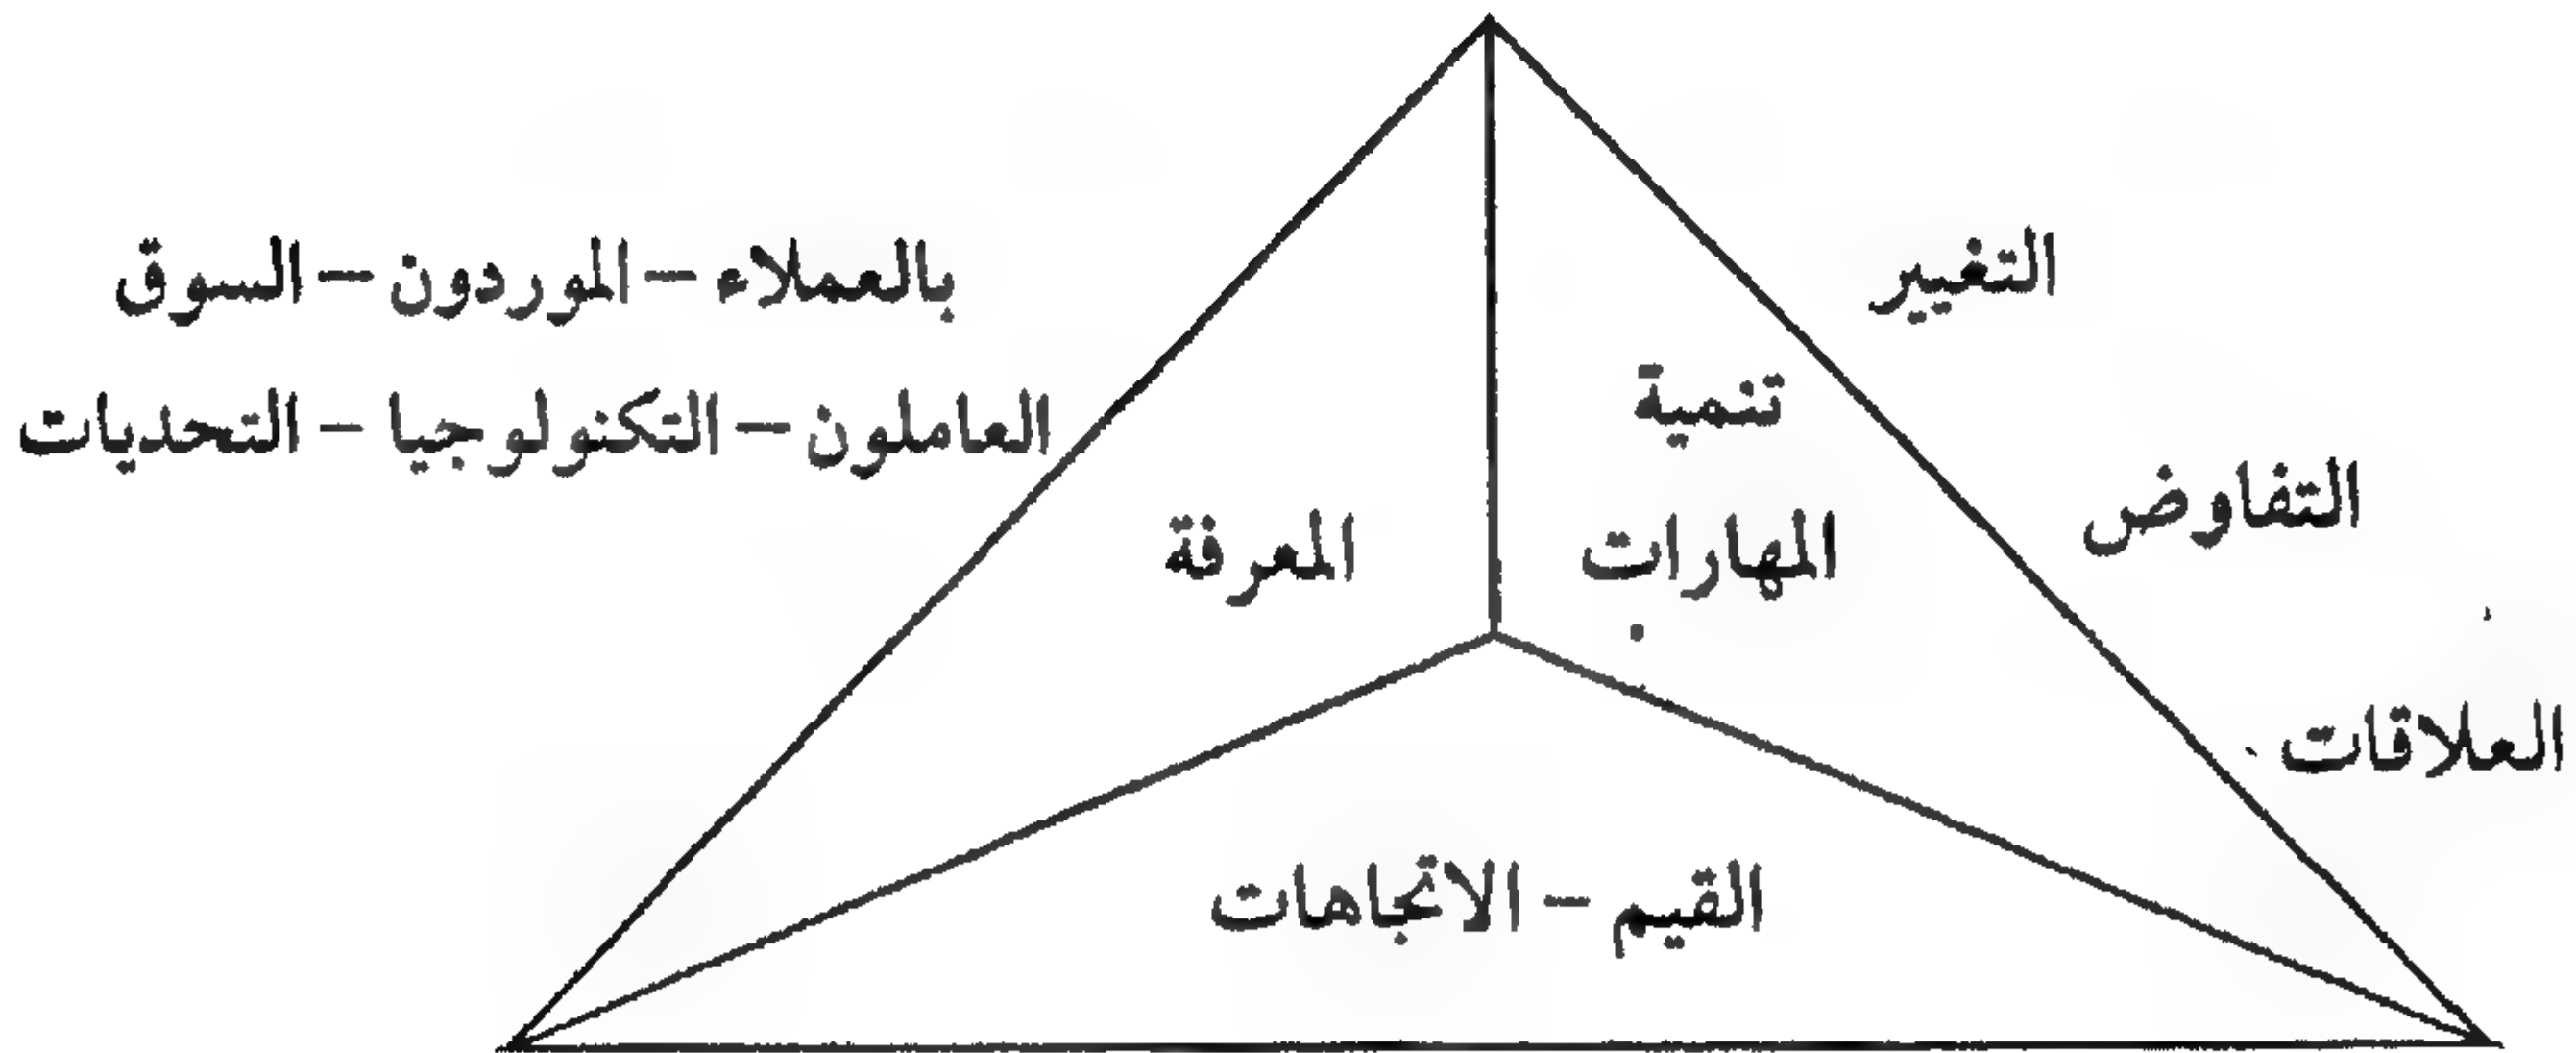 التغيير
بالعملاء – الموردون – السوق
تنمية
العاملون – التكنولوجيا – التحديات
التفاوض
المهارات
المعرفة
العلاقات
القيم – الاتجاهات